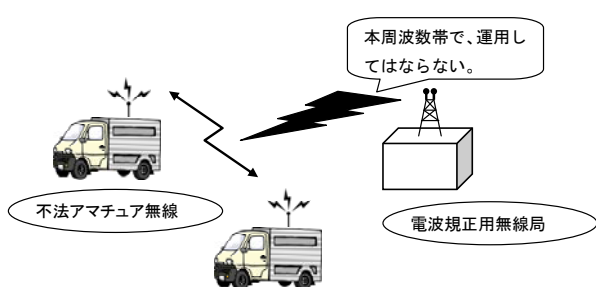 本周波数帯で、運用し
てはならない。
不法アマチュア無線
電波規正用無線局